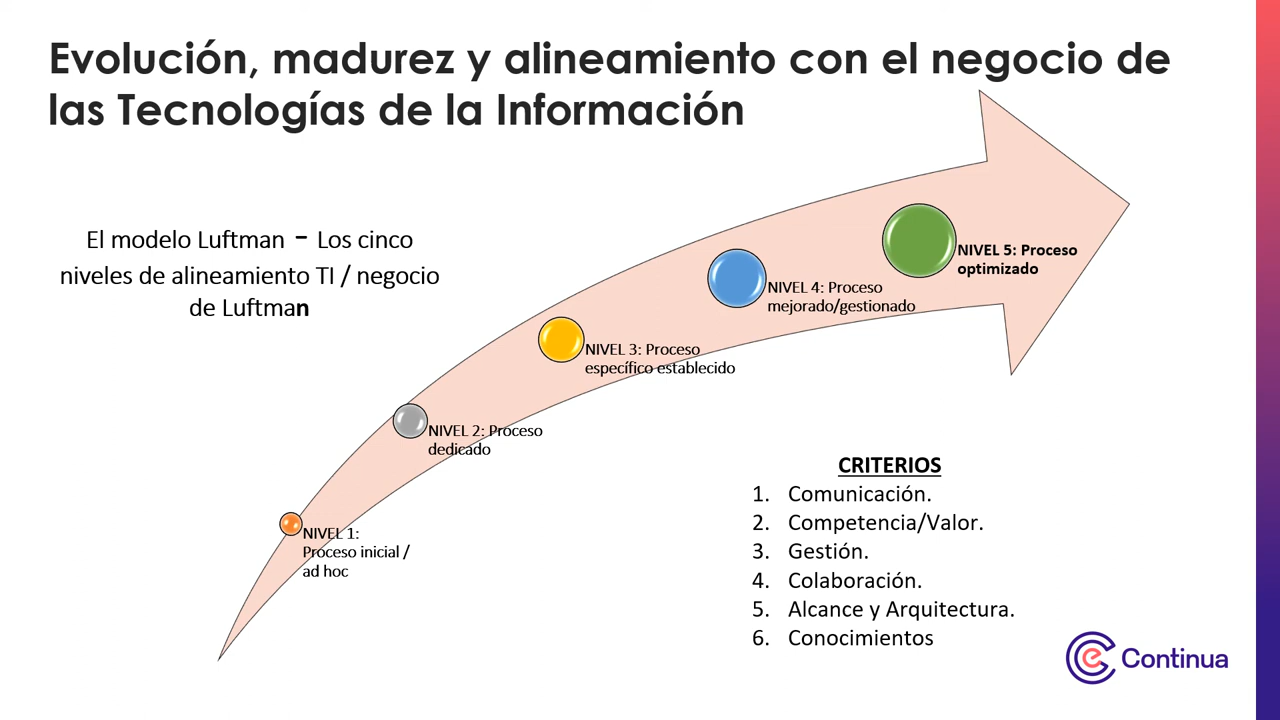 Evolución, madurez y alineamiento con el negocio de
las Tecnologías de la Información
El modelo Luftman – Los cinco
niveles de alineamiento TI / negocio
de Luftman
NIVEL 5: Proceso
optimizado
NIVEL 4: Proceso
mejorado/gestionado
NIVEL 3: Proceso
específico establecido
NIVEL 2: Proceso
dedicado
NIVEL 1:
Proceso inicial /
ad hoc
CRITERIOS
1. Comunicación.
2. Competencia/Valor.
3. Gestión.
4. Colaboración.
5. Alcance y Arquitectura.
6. Conocimientos
e Continua